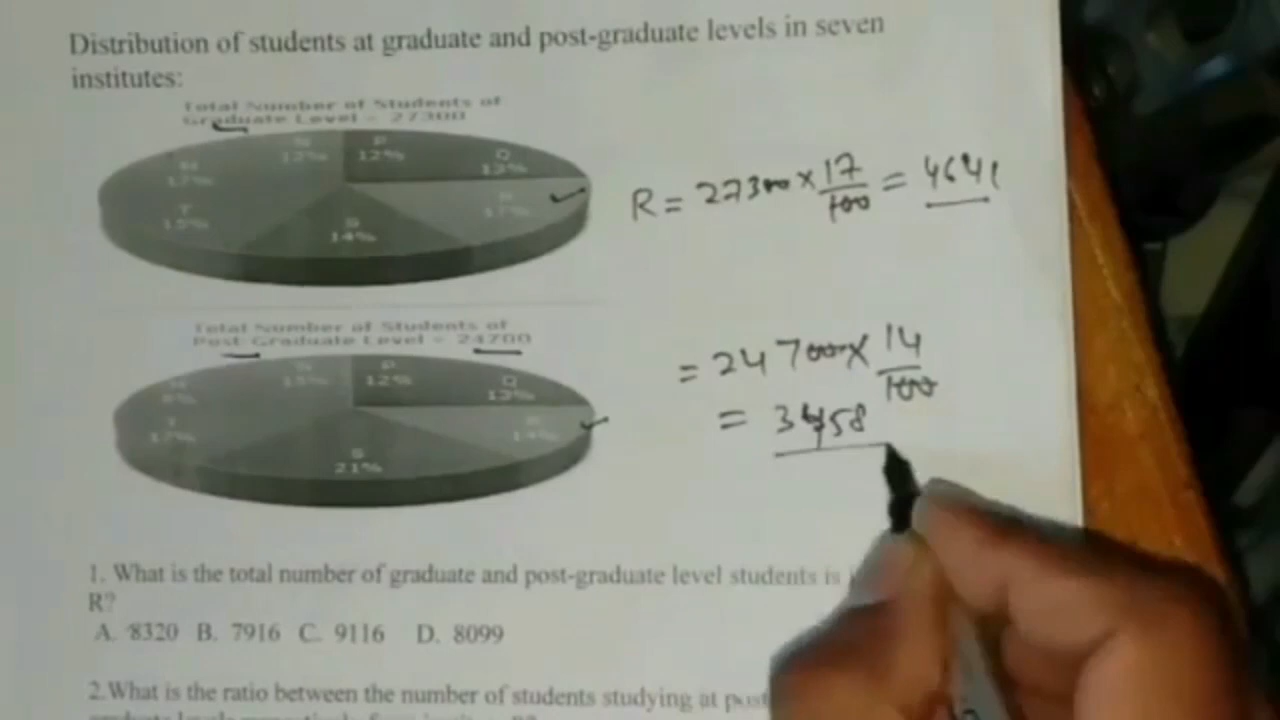 Distribution of students at graduate and post-graduate levels in seven
institutes:
Total Number of Students of
Graduate Level = 27300
12%
P
12%
Q
13%
R
17%
S
14%
T
15%
17%
R = 27300 × 17/100 = 4641
Total Number of Students of
Post Graduate Level = 24700
P
12%
Q
14%
S
21%
= 24700 × 14/100
= 3458
1. What is the total number of graduate and post-graduate level students is
R?
A. 8320 B. 7916 C. 9116 D. 8099
2.What is the ratio between the number of students studying at post